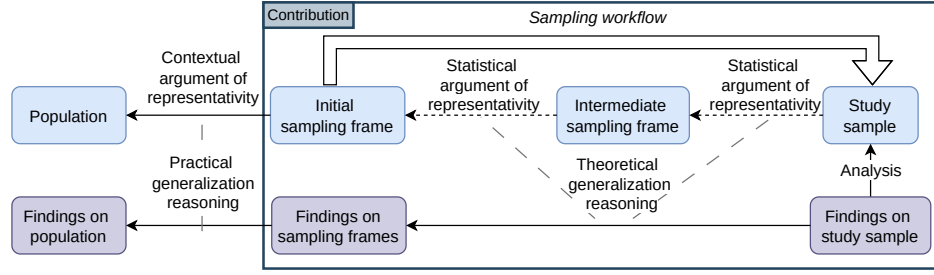 Contribution
Sampling workflow
Contextual
argument of
representativity
Statistical
argument of
representativity
Statistical
argument of
representativity
Population
Initial
sampling frame
Intermediate
sampling frame
Study
sample
Practical
generalization
reasoning
Theoretical
generalization
reasoning
Analysis
Findings on
population
Findings on
sampling frames
Findings on
study sample